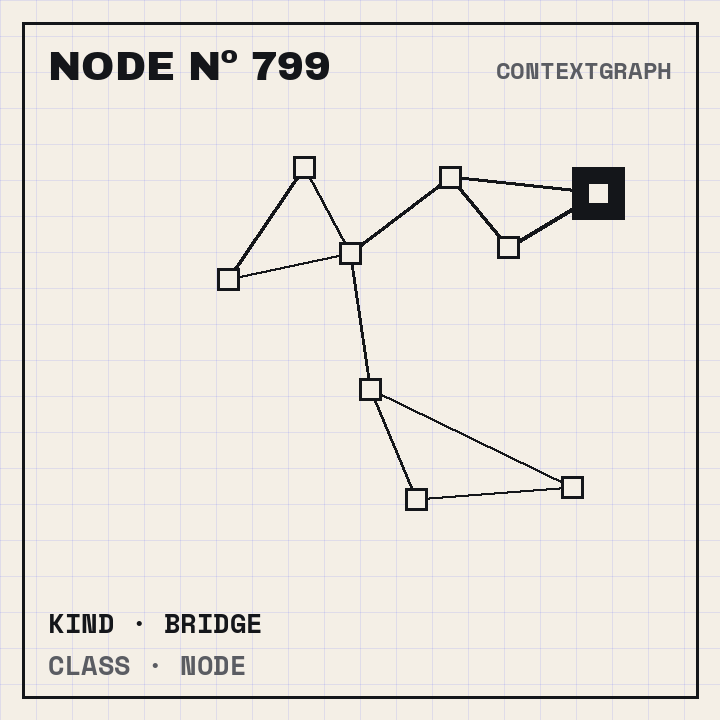 NODE Nº 799
CONTEXTGRAPH
KIND · BRIDGE
CLASS · NODE